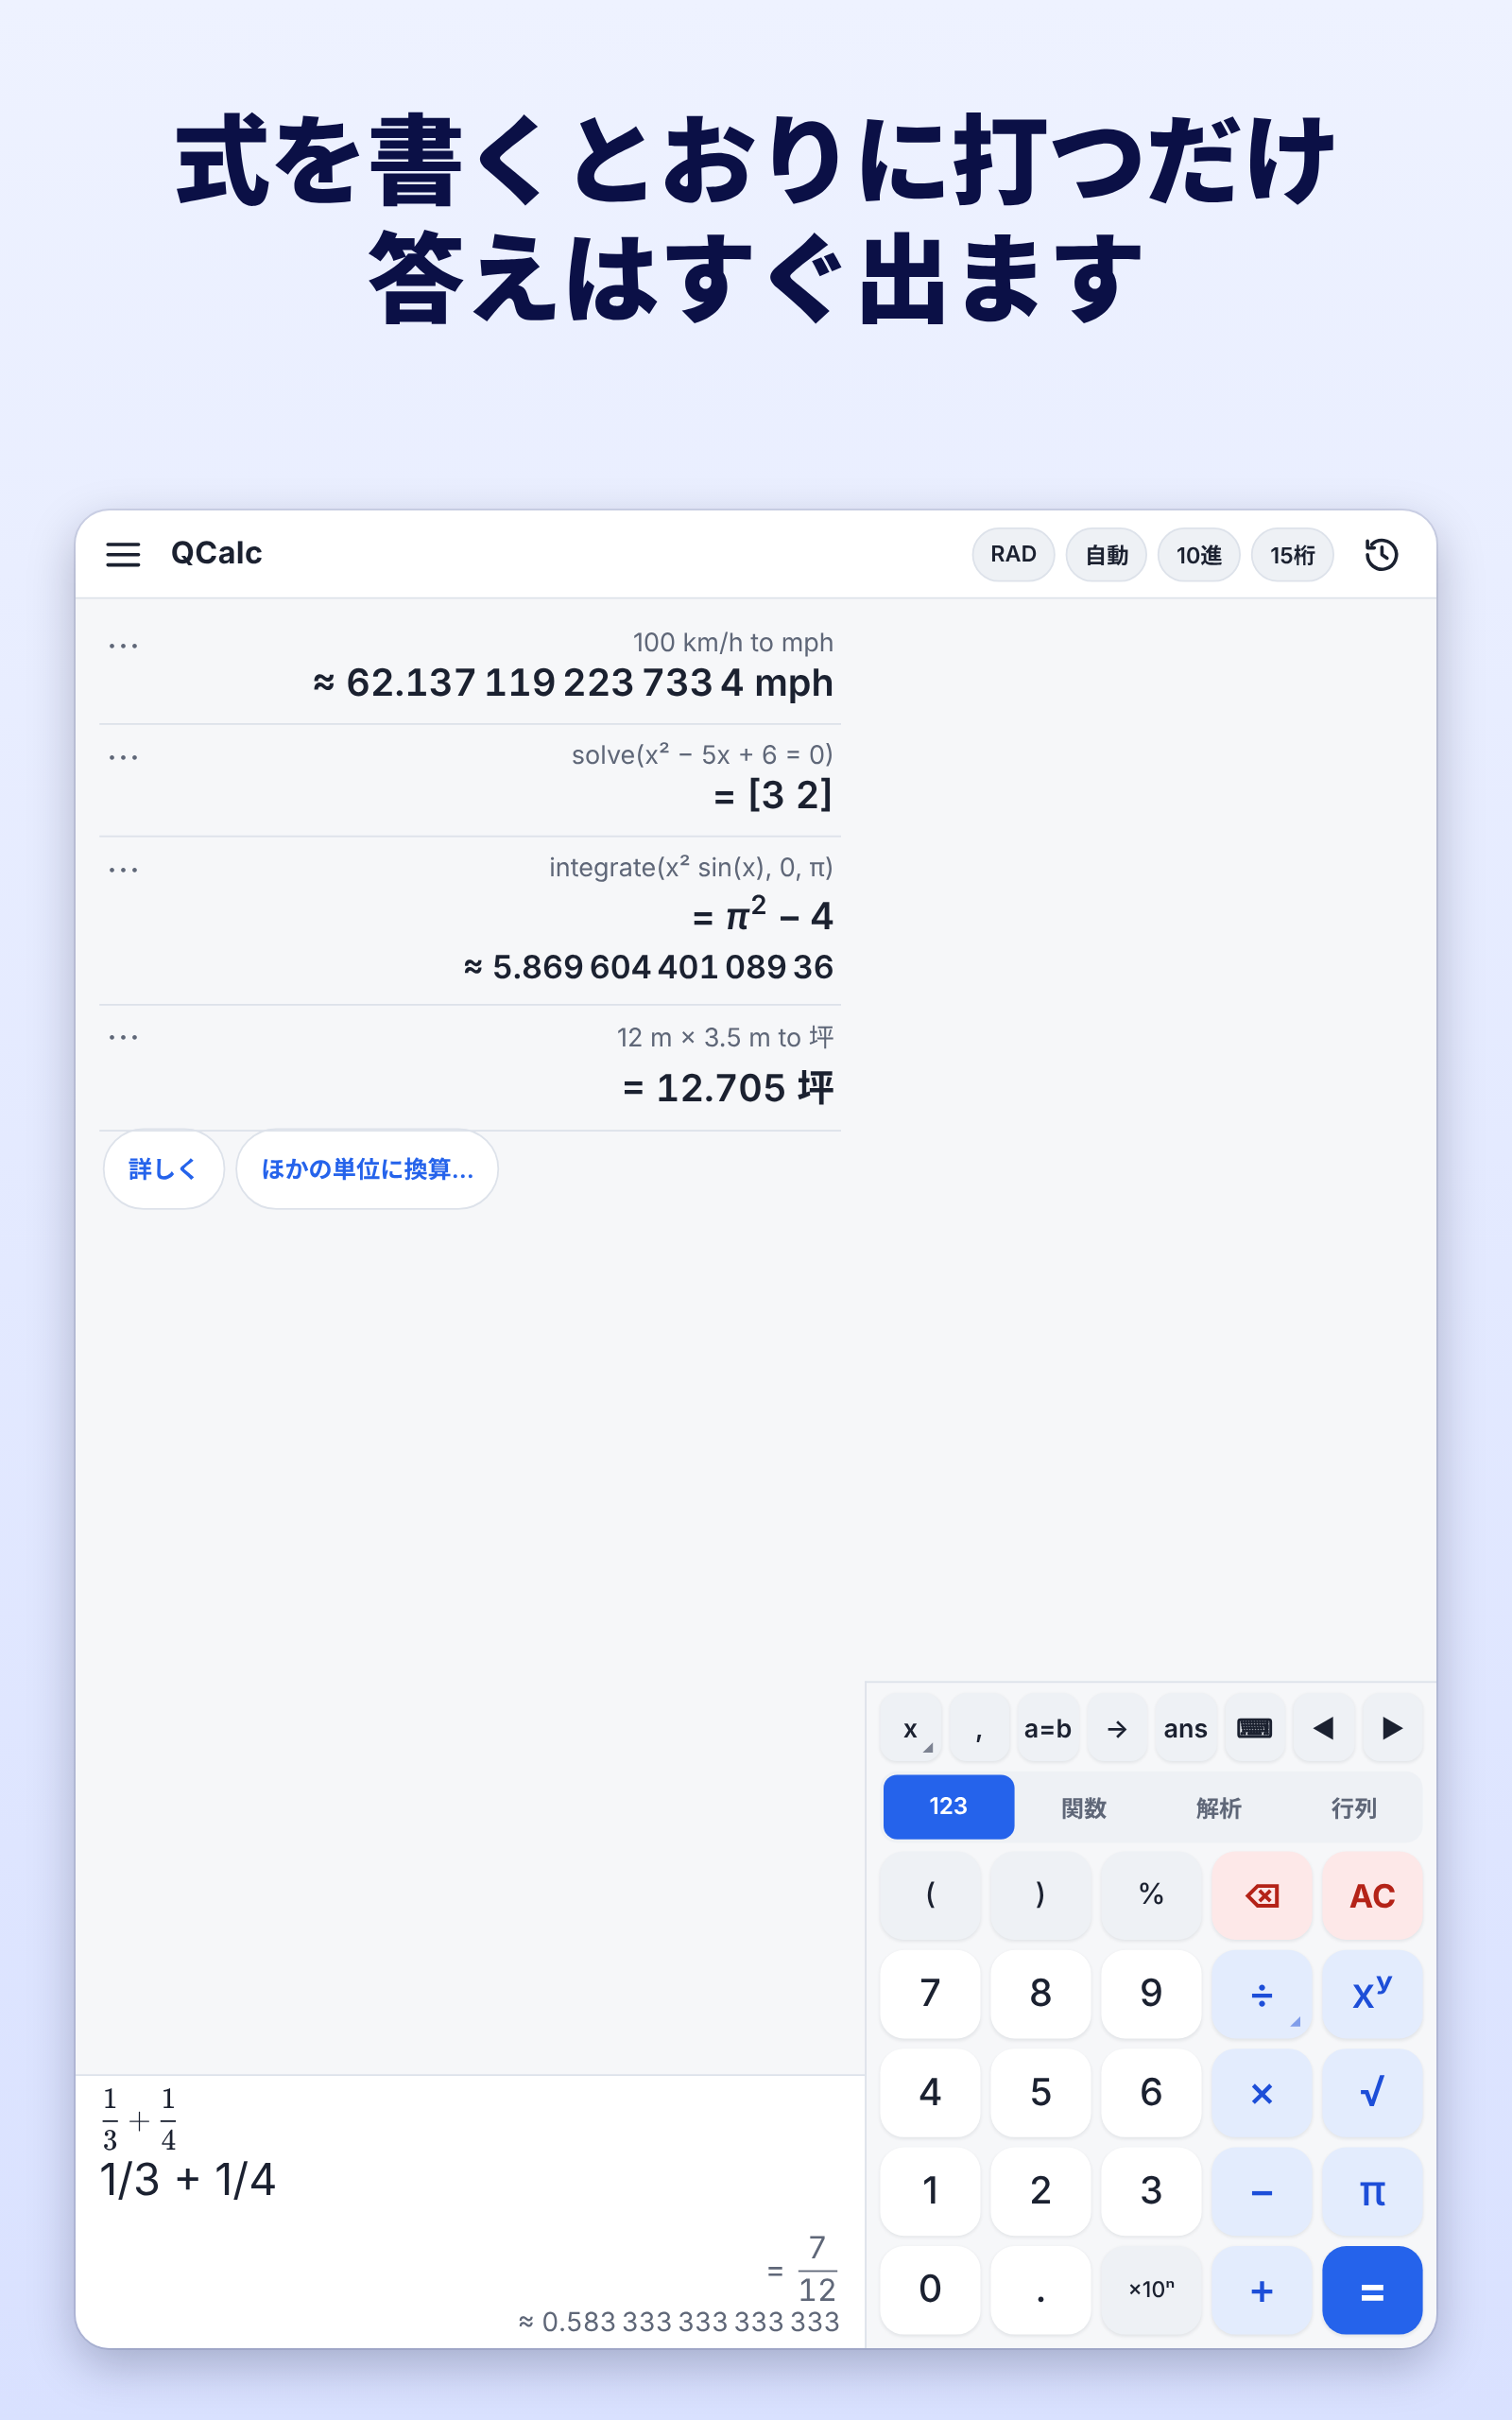 式を書くとおりに打つだけ
答えはすぐ出ます
QCalc
RAD 自動 10進 15桁
… 100 km/h to mph
≈ 62.137 119 223 733 4 mph
… solve(x² − 5x + 6 = 0)
= [3 2]
… integrate(x² sin(x), 0, π)
= π² − 4
≈ 5.869 604 401 089 36
… 12 m × 3.5 m to 坪
= 12.705 坪
詳しく ほかの単位に換算…
x , a=b → ans ⌨ ◀ ▶
123 関数 解析 行列
( ) % ⌫ AC
7 8 9 ÷ xʸ
4 5 6 × √
1 2 3 − π
0 . ×10ⁿ + =
1/3 + 1/4
1/3 + 1/4
= 7/12
≈ 0.583 333 333 333 333